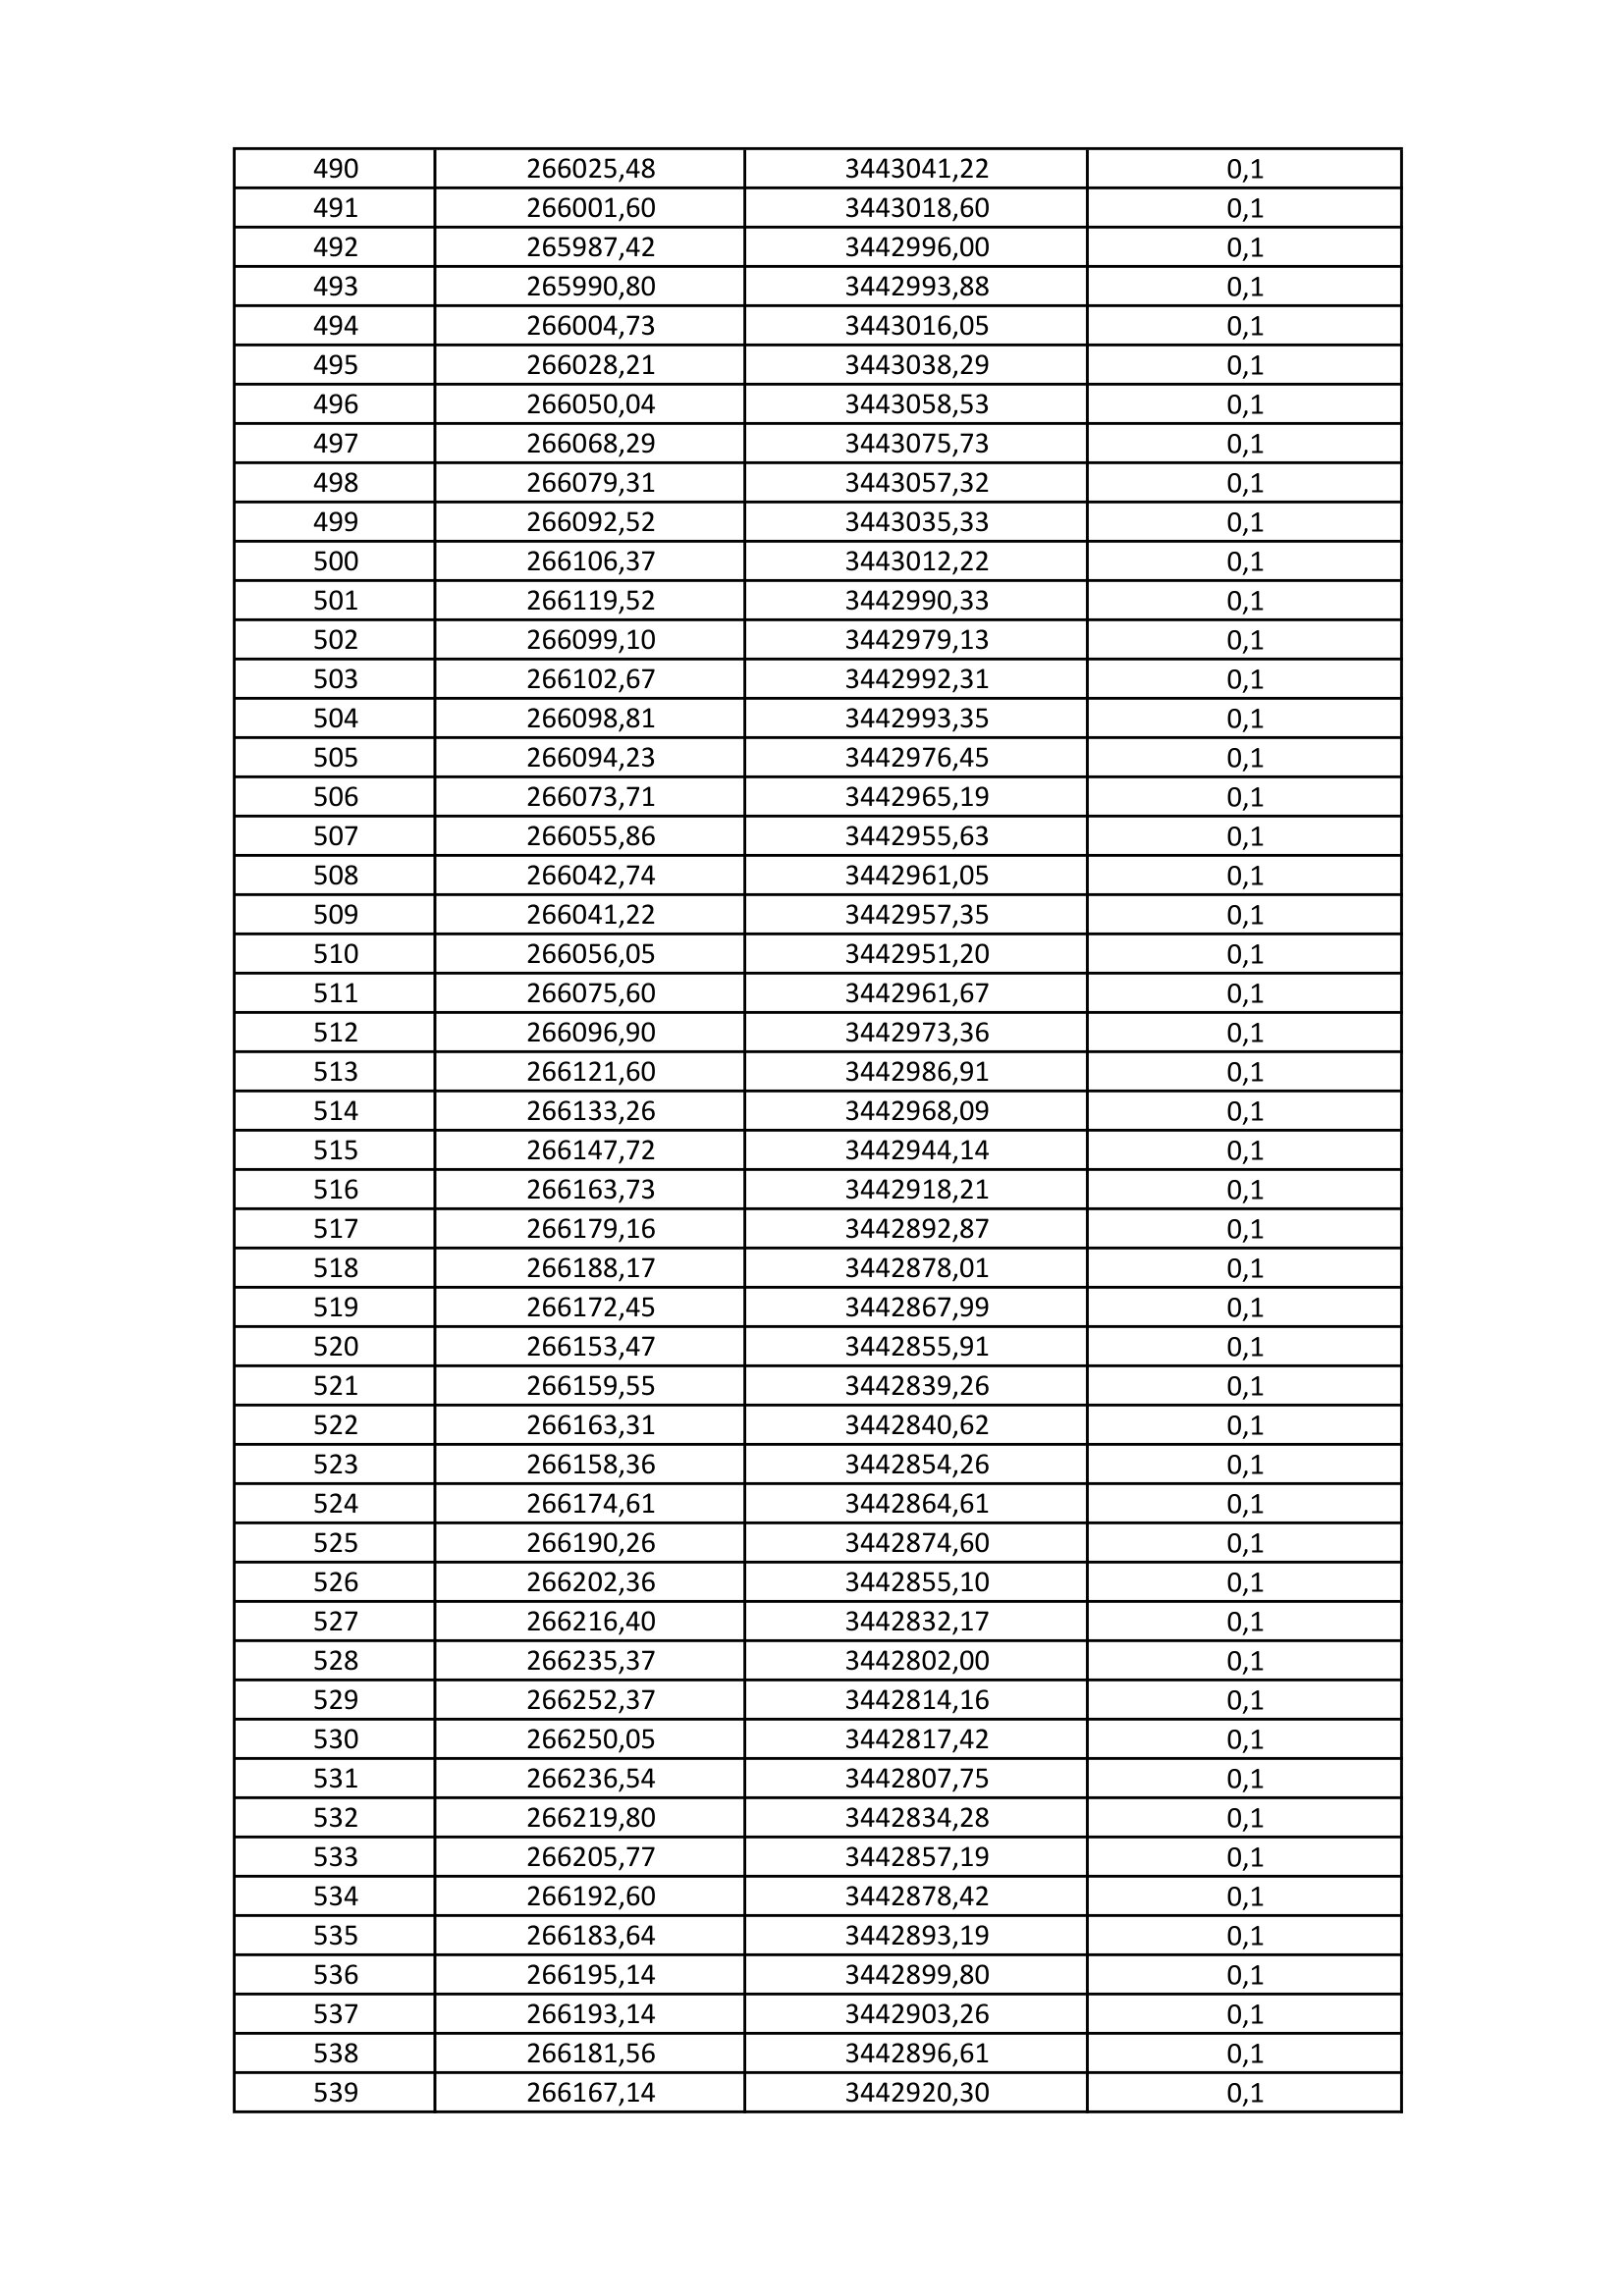 490 266025,48 3443041,22 0,1
491 266001,60 3443018,60 0,1
492 265987,42 3442996,00 0,1
493 265990,80 3442993,88 0,1
494 266004,73 3443016,05 0,1
495 266028,21 3443038,29 0,1
496 266050,04 3443058,53 0,1
497 266068,29 3443075,73 0,1
498 266079,31 3443057,32 0,1
499 266092,52 3443035,33 0,1
500 266106,37 3443012,22 0,1
501 266119,52 3442990,33 0,1
502 266099,10 3442979,13 0,1
503 266102,67 3442992,31 0,1
504 266098,81 3442993,35 0,1
505 266094,23 3442976,45 0,1
506 266073,71 3442965,19 0,1
507 266055,86 3442955,63 0,1
508 266042,74 3442961,05 0,1
509 266041,22 3442957,35 0,1
510 266056,05 3442951,20 0,1
511 266075,60 3442961,67 0,1
512 266096,90 3442973,36 0,1
513 266121,60 3442986,91 0,1
514 266133,26 3442968,09 0,1
515 266147,72 3442944,14 0,1
516 266163,73 3442918,21 0,1
517 266179,16 3442892,87 0,1
518 266188,17 3442878,01 0,1
519 266172,45 3442867,99 0,1
520 266153,47 3442855,91 0,1
521 266159,55 3442839,26 0,1
522 266163,31 3442840,62 0,1
523 266158,36 3442854,26 0,1
524 266174,61 3442864,61 0,1
525 266190,26 3442874,60 0,1
526 266202,36 3442855,10 0,1
527 266216,40 3442832,17 0,1
528 266235,37 3442802,00 0,1
529 266252,37 3442814,16 0,1
530 266250,05 3442817,42 0,1
531 266236,54 3442807,75 0,1
532 266219,80 3442834,28 0,1
533 266205,77 3442857,19 0,1
534 266192,60 3442878,42 0,1
535 266183,64 3442893,19 0,1
536 266195,14 3442899,80 0,1
537 266193,14 3442903,26 0,1
538 266181,56 3442896,61 0,1
539 266167,14 3442920,30 0,1